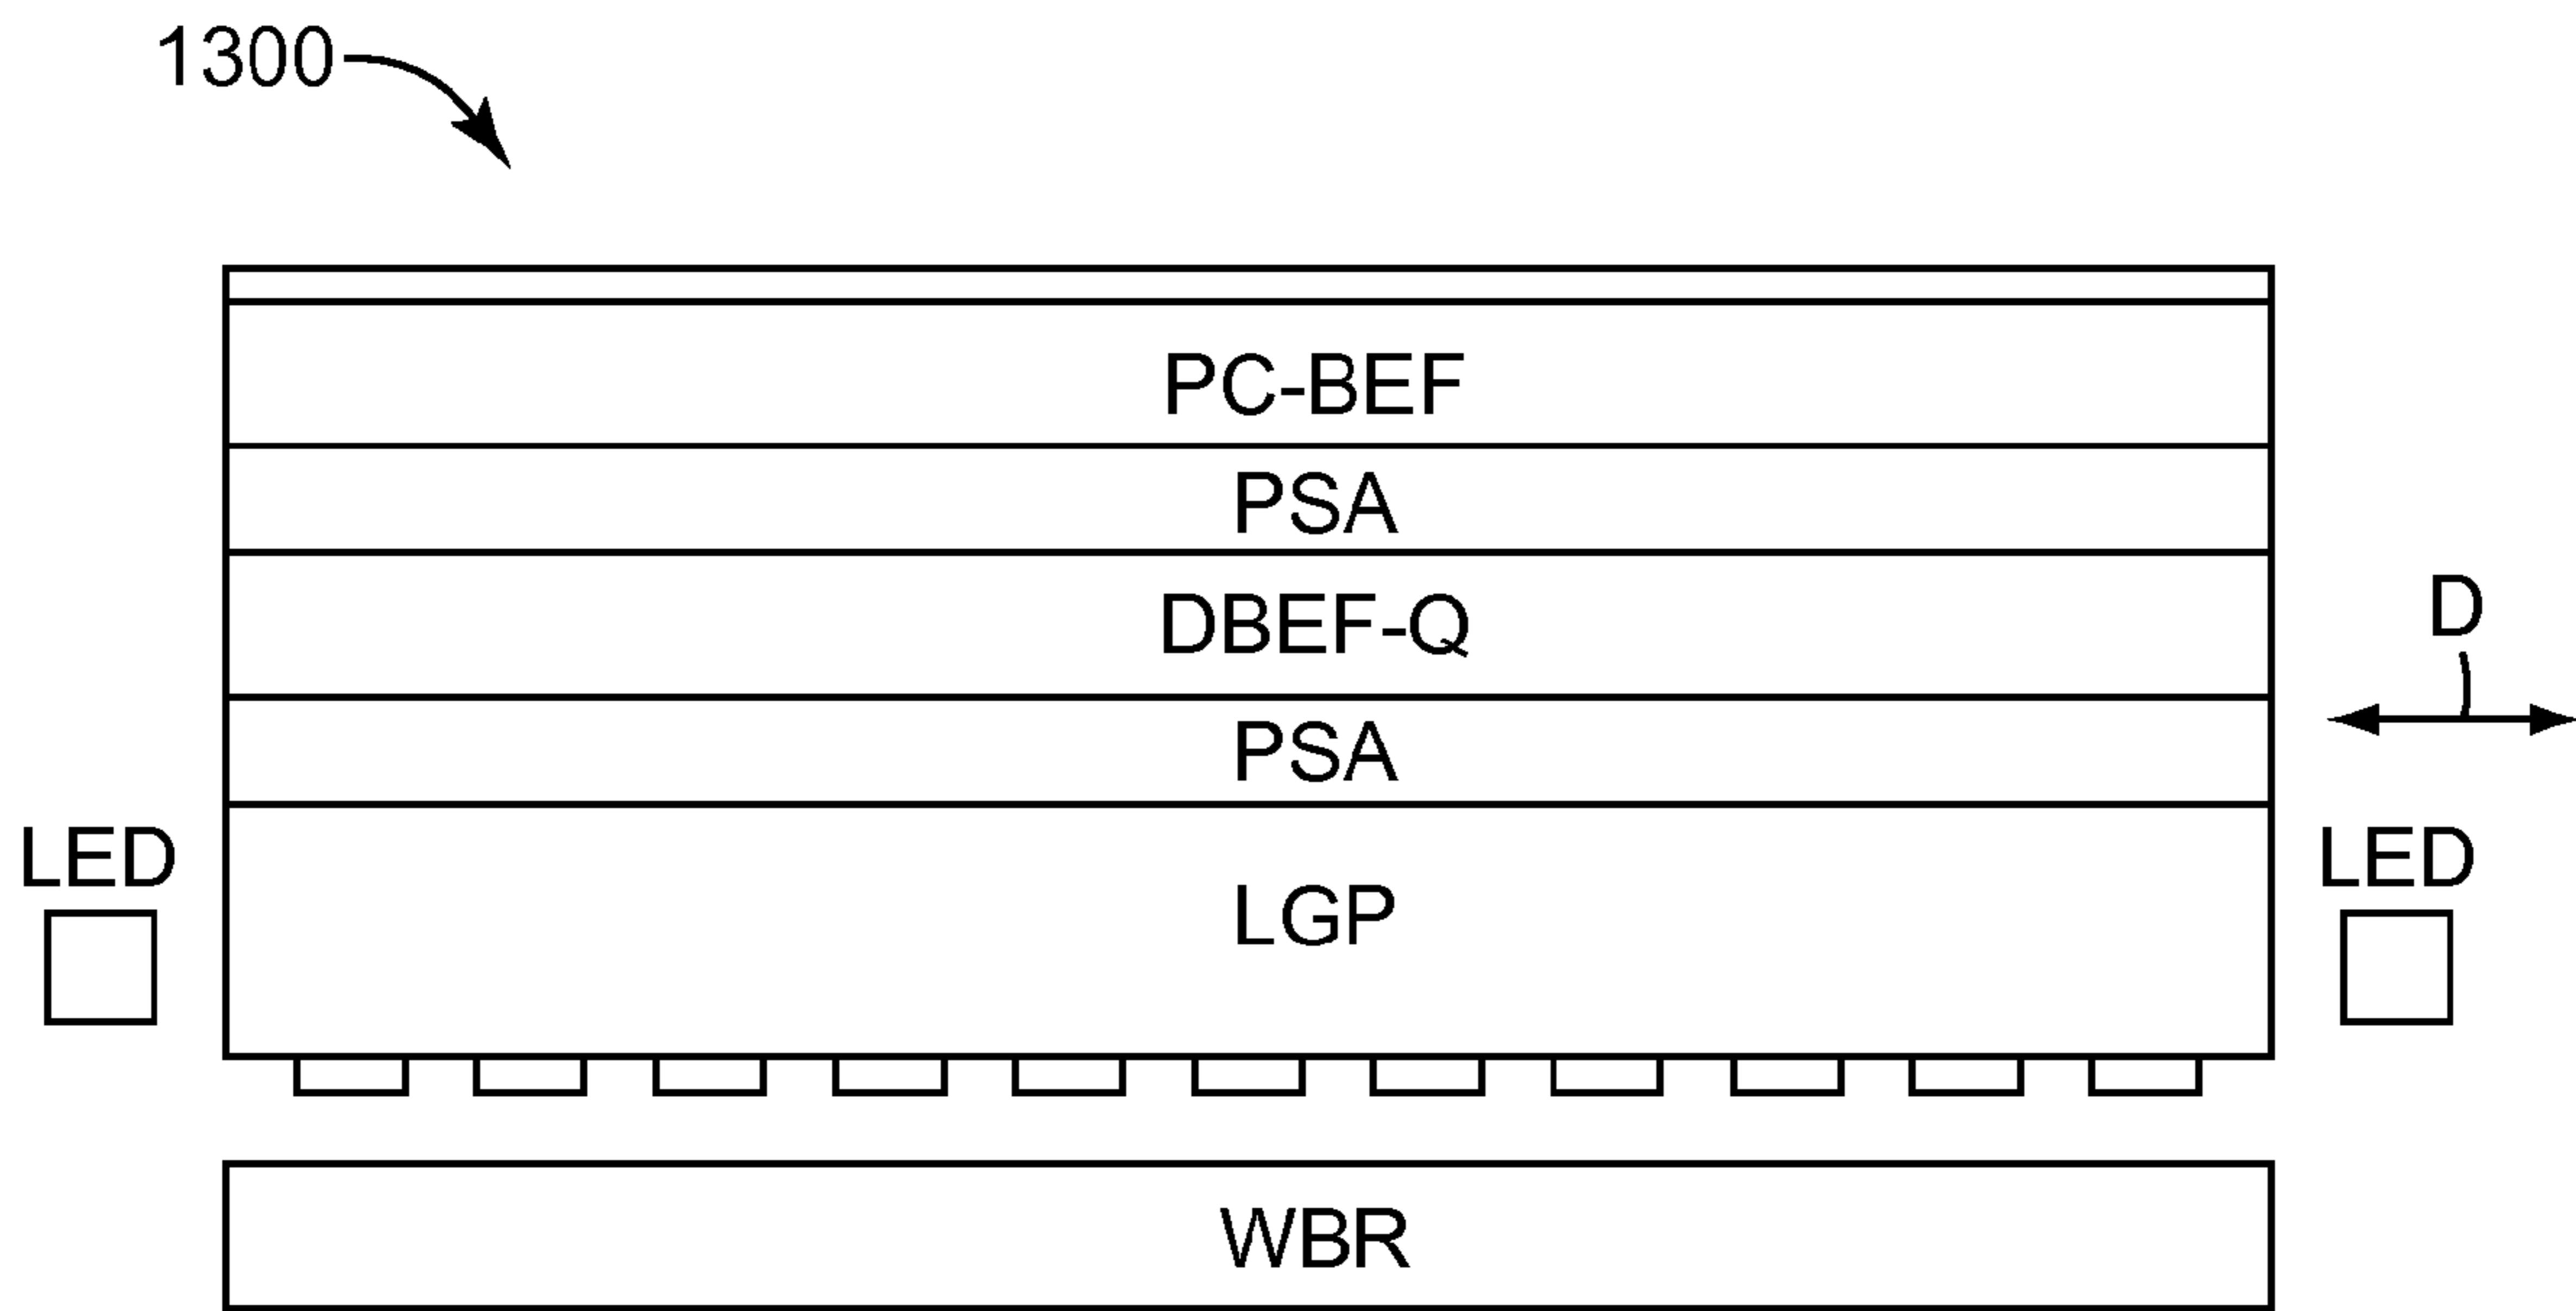 1300
PC-BEF
PSA
DBEF-Q
D
PSA
LED
LED
LGP
WBR